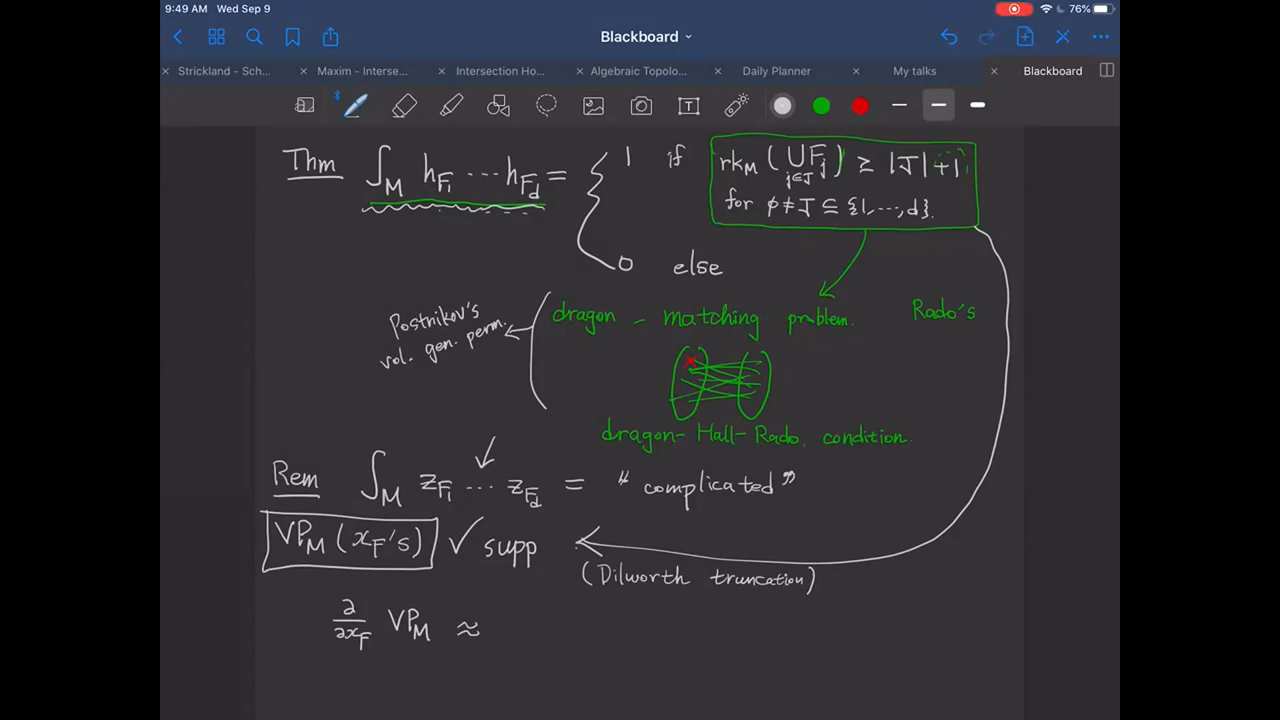 9:49 AM Wed Sep 9 76%
Blackboard
Strickland - Sch... Maxim - Interse... Intersection Ho... Algebraic Topolo... Daily Planner My talks Blackboard
Thm ∫_M h_{F_1} ⋯ h_{F_d} = { 1 if rk_M ( ⋃_{j∈J} F_j ) ≥ |J| + 1
for ∅ ≠ J ⊆ {1, ⋯, d}.
0 else
Postnikov's
vol. gen. perm.
dragon - matching problem. Rado's
dragon - Hall - Rado. condition.
Rem ∫_M z_{F_1} ⋯ z_{F_d} = " complicated "
VP_M (x_F's) ✓ supp
(Dilworth truncation)
∂/∂x_F VP_M ≈